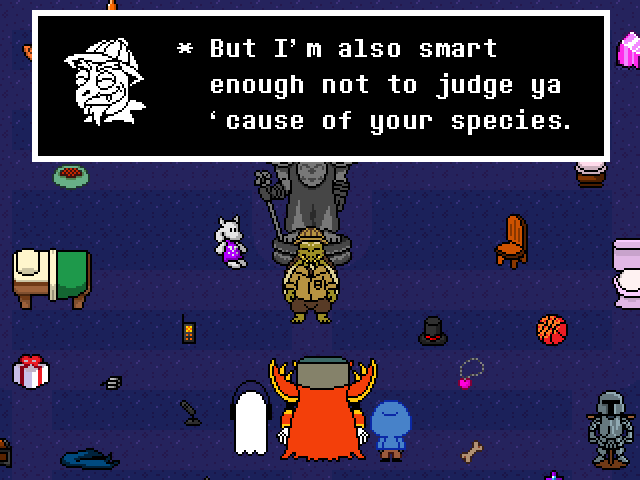 * But I'm also smart
enough not to judge ya
'cause of your species.